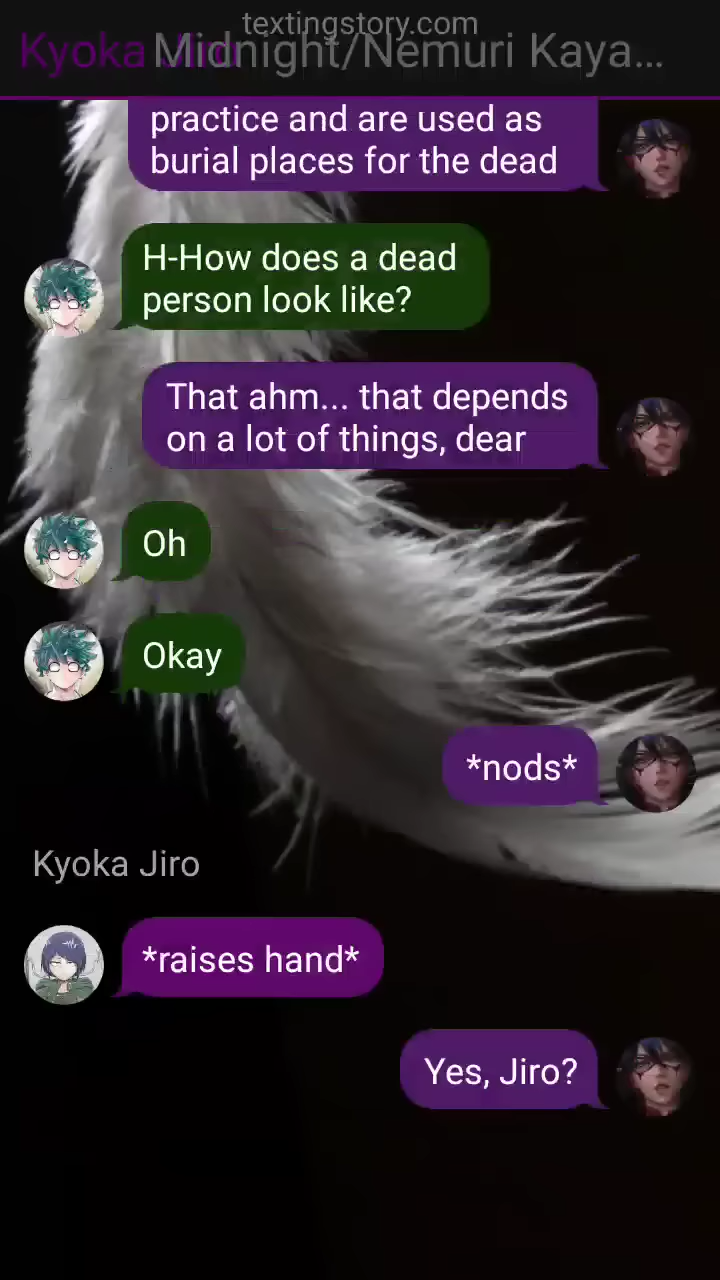 textingstory.com
Kyoka Jiro
Midnight/Nemuri Kaya...
practice and are used as
burial places for the dead
H-How does a dead
person look like?
That ahm... that depends
on a lot of things, dear
Oh
Okay
*nods*
Kyoka Jiro
*raises hand*
Yes, Jiro?